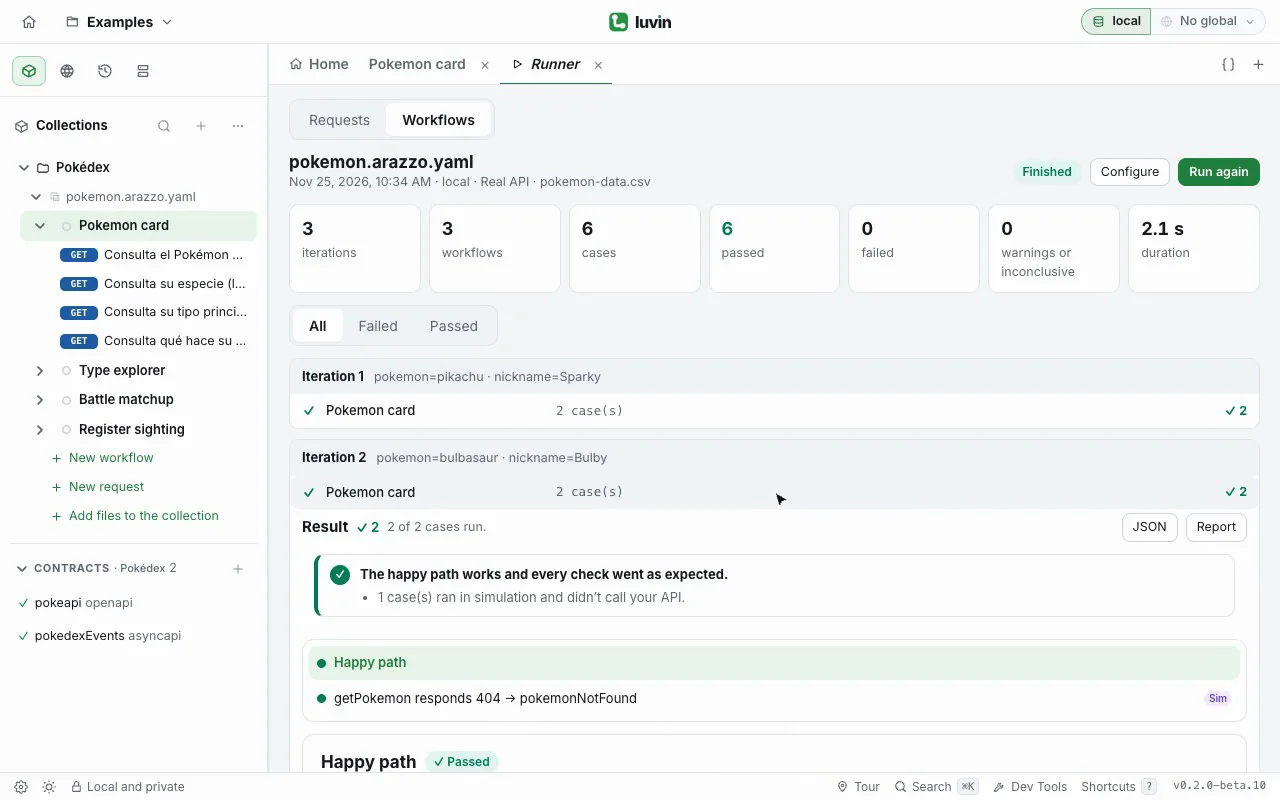 Examples
luvin
local
No global
Home
Pokemon card
Runner
Collections
Pokédex
pokemon.arazzo.yaml
Pokemon card
GET Consulta el Pokémon ...
GET Consulta su especie (l...
GET Consulta su tipo princi...
GET Consulta qué hace su ...
Type explorer
Battle matchup
Register sighting
+ New workflow
+ New request
+ Add files to the collection
CONTRACTS · Pokédex 2
pokeapi openapi
pokedexEvents asyncapi
Requests
Workflows
pokemon.arazzo.yaml
Nov 25, 2026, 10:34 AM · local · Real API · pokemon-data.csv
Finished
Configure
Run again
3
iterations
3
workflows
6
cases
6
passed
0
failed
0
warnings or
inconclusive
2.1 s
duration
All
Failed
Passed
Iteration 1 pokemon=pikachu · nickname=Sparky
Pokemon card 2 case(s) ✓ 2
Iteration 2 pokemon=bulbasaur · nickname=Bulby
Pokemon card 2 case(s) ✓ 2
Result ✓ 2 2 of 2 cases run.
JSON
Report
The happy path works and every check went as expected.
• 1 case(s) ran in simulation and didn’t call your API.
Happy path
getPokemon responds 404 → pokemonNotFound
Sim
Happy path ✓ Passed
Local and private
Tour
Search ⌘K
Dev Tools
Shortcuts ?
v0.2.0-beta.10